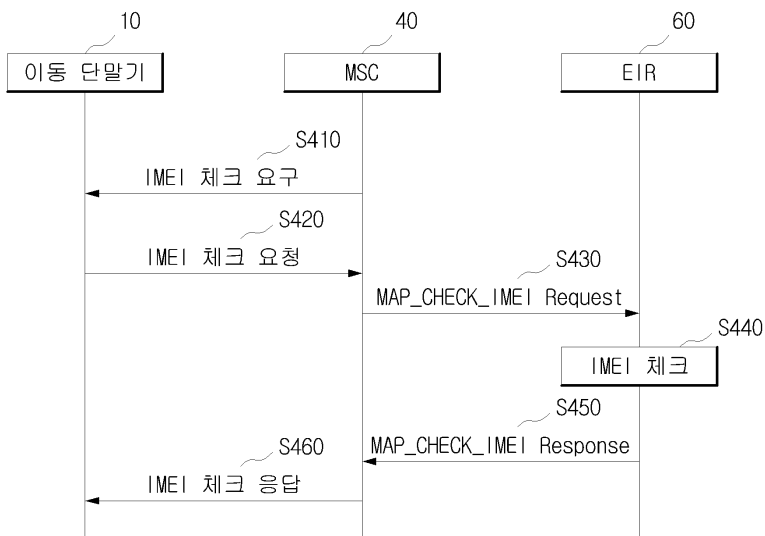 10
40
60
이동 단말기
MSC
EIR
S410
IMEI 체크 요구
S420
IMEI 체크 요청
S430
MAP_CHECK_IMEI Request
S440
IMEI 체크
S450
MAP_CHECK_IMEI Response
S460
IMEI 체크 응답